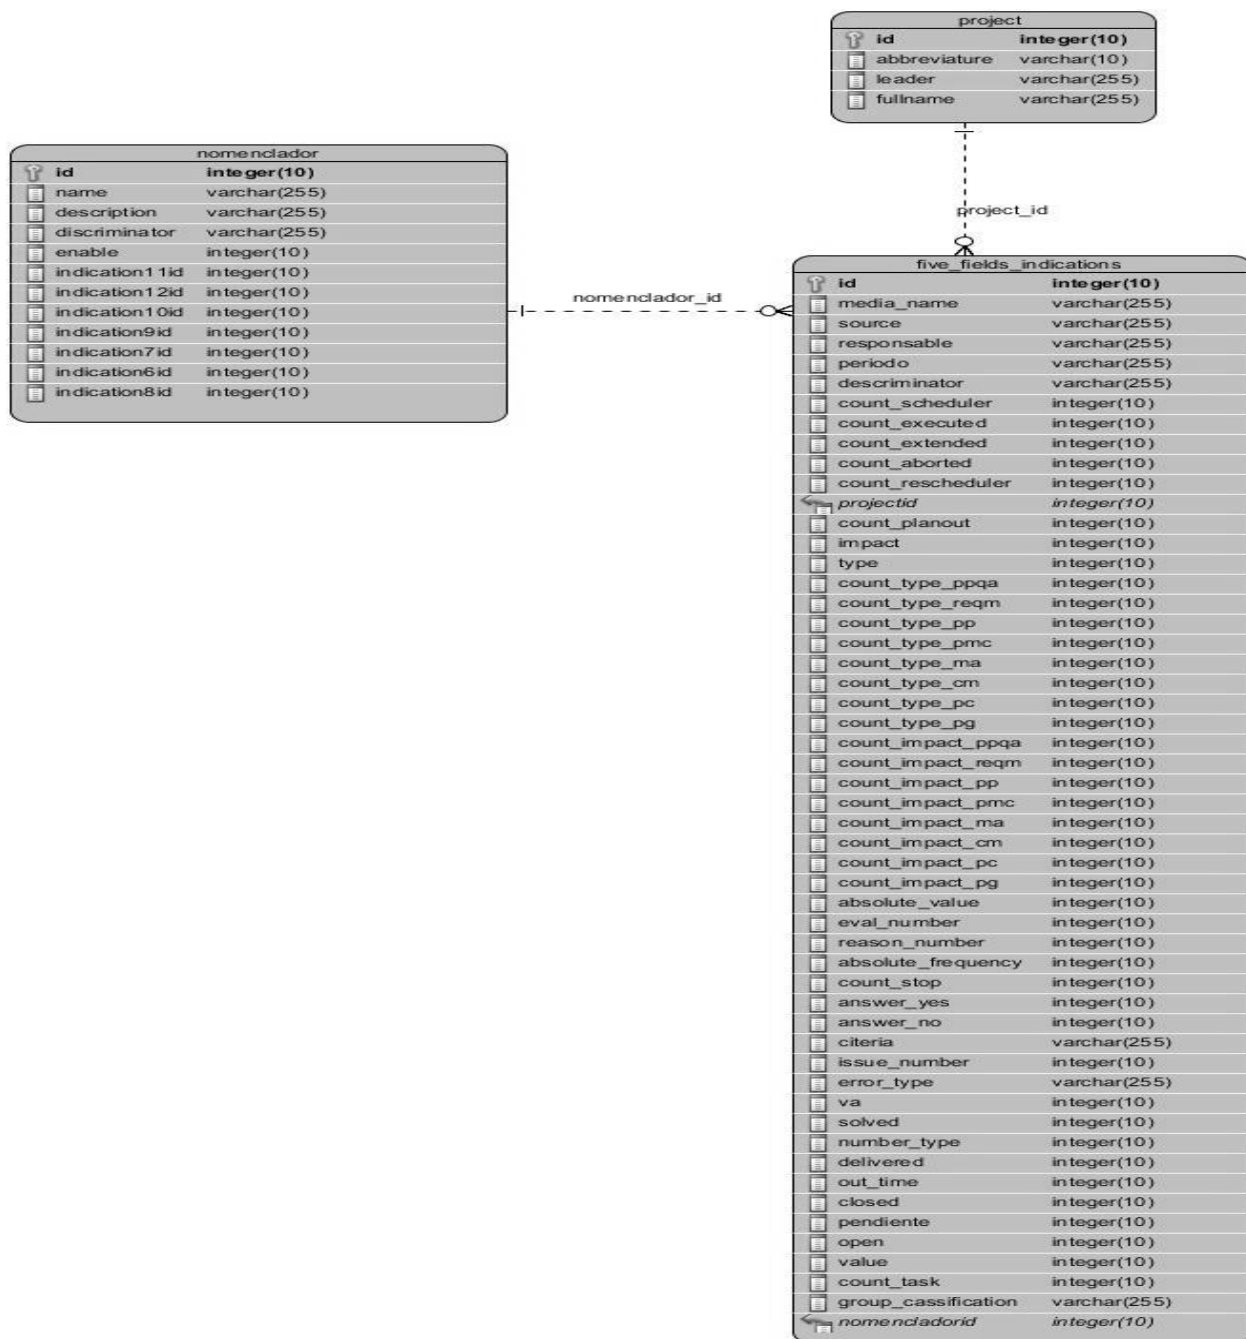 project
id integer(10)
abbreviature varchar(10)
leader varchar(255)
fullname varchar(255)
project_id
nomenclador
id integer(10)
name varchar(255)
description varchar(255)
discriminator varchar(255)
enable integer(10)
indication11id integer(10)
indication12id integer(10)
indication10id integer(10)
indication9id integer(10)
indication7id integer(10)
indication6id integer(10)
indication8id integer(10)
nomenclador_id
five_fields_indications
id integer(10)
media_name varchar(255)
source varchar(255)
responsable varchar(255)
periodo varchar(255)
descriminator varchar(255)
count_scheduler integer(10)
count_executed integer(10)
count_extended integer(10)
count_aborted integer(10)
count_rescheduler integer(10)
projectid integer(10)
count_planout integer(10)
impact integer(10)
type integer(10)
count_type_ppqa integer(10)
count_type_reqm integer(10)
count_type_pp integer(10)
count_type_pmc integer(10)
count_type_ma integer(10)
count_type_cm integer(10)
count_type_pc integer(10)
count_type_pg integer(10)
count_impact_ppqa integer(10)
count_impact_reqm integer(10)
count_impact_pp integer(10)
count_impact_pmc integer(10)
count_impact_ma integer(10)
count_impact_cm integer(10)
count_impact_pc integer(10)
count_impact_pg integer(10)
absolute_value integer(10)
eval_number integer(10)
reason_number integer(10)
absolute_frequency integer(10)
count_stop integer(10)
answer_yes integer(10)
answer_no integer(10)
citeria varchar(255)
issue_number integer(10)
error_type varchar(255)
va integer(10)
solved integer(10)
number_type integer(10)
delivered integer(10)
out_time integer(10)
closed integer(10)
pendiente integer(10)
open integer(10)
value integer(10)
count_task integer(10)
group_cassification varchar(255)
nomencladorid integer(10)